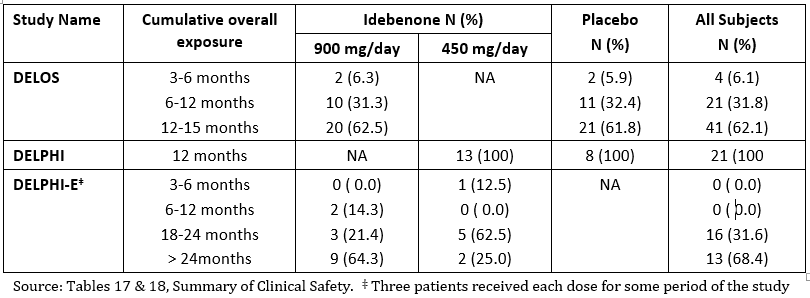 Study Name Cumulative overall exposure Idebenone N (%) Placebo N (%) All Subjects N (%)
900 mg/day 450 mg/day
DELOS 3-6 months 2 (6.3) NA 2 (5.9) 4 (6.1)
6-12 months 10 (31.3) 11 (32.4) 21 (31.8)
12-15 months 20 (62.5) 21 (61.8) 41 (62.1)
DELPHI 12 months NA 13 (100) 8 (100) 21 (100
DELPHI-E‡ 3-6 months 0 ( 0.0) 1 (12.5) NA 0 ( 0.0)
6-12 months 2 (14.3) 0 ( 0.0) 0 ( 0.0)
18-24 months 3 (21.4) 5 (62.5) 16 (31.6)
> 24months 9 (64.3) 2 (25.0) 13 (68.4)
Source: Tables 17 & 18, Summary of Clinical Safety. ‡ Three patients received each dose for some period of the study